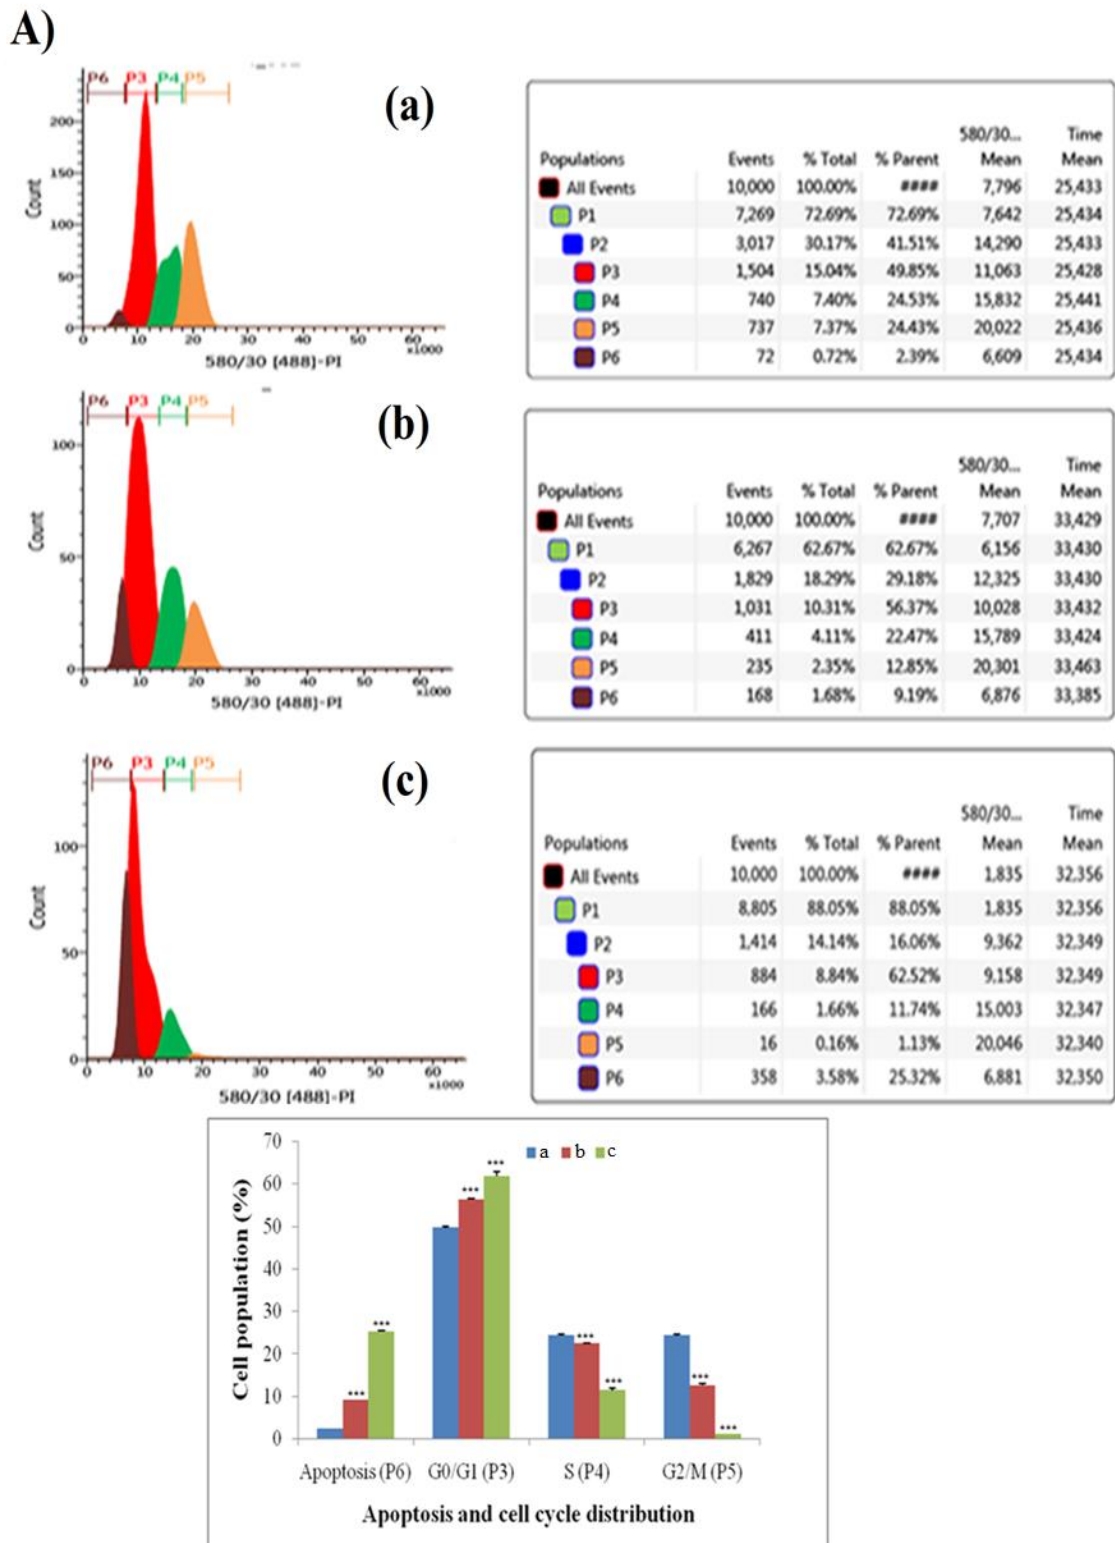 A)
P6 P3 P4 P5
(a)
200
150
100
50
0
Count
0 10 20 30 40 50 60
x1000
580/30 [488]-PI
580/30... Time
Populations Events % Total % Parent Mean Mean
All Events 10,000 100.00% #### 7,796 25,433
P1 7,269 72.69% 72.69% 7,642 25,434
P2 3,017 30.17% 41.51% 14,290 25,433
P3 1,504 15.04% 49.85% 11,063 25,428
P4 740 7.40% 24.53% 15,832 25,441
P5 737 7.37% 24.43% 20,022 25,436
P6 72 0.72% 2.39% 6,609 25,434
P6 P3 P4 P5
(b)
100
50
0
Count
0 10 20 30 40 50 60
x1000
580/30 [488]-PI
580/30... Time
Populations Events % Total % Parent Mean Mean
All Events 10,000 100.00% #### 7,707 33,429
P1 6,267 62.67% 62.67% 6,156 33,430
P2 1,829 18.29% 29.18% 12,325 33,430
P3 1,031 10.31% 56.37% 10,028 33,432
P4 411 4.11% 22.47% 15,789 33,424
P5 235 2.35% 12.85% 20,301 33,463
P6 168 1.68% 9.19% 6,876 33,385
P6 P3 P4 P5
(c)
100
50
0
Count
0 10 20 30 40 50 60
x1000
580/30 [488]-PI
580/30... Time
Populations Events % Total % Parent Mean Mean
All Events 10,000 100.00% #### 1,835 32,356
P1 8,805 88.05% 88.05% 1,835 32,356
P2 1,414 14.14% 16.06% 9,362 32,349
P3 884 8.84% 62.52% 9,158 32,349
P4 166 1.66% 11.74% 15,003 32,347
P5 16 0.16% 1.13% 20,046 32,340
P6 358 3.58% 25.32% 6,881 32,350
a b c
70
60
50
40
30
20
10
0
Cell population (%)
*** *** *** *** *** *** *** ***
Apoptosis (P6) G0/G1 (P3) S (P4) G2/M (P5)
Apoptosis and cell cycle distribution